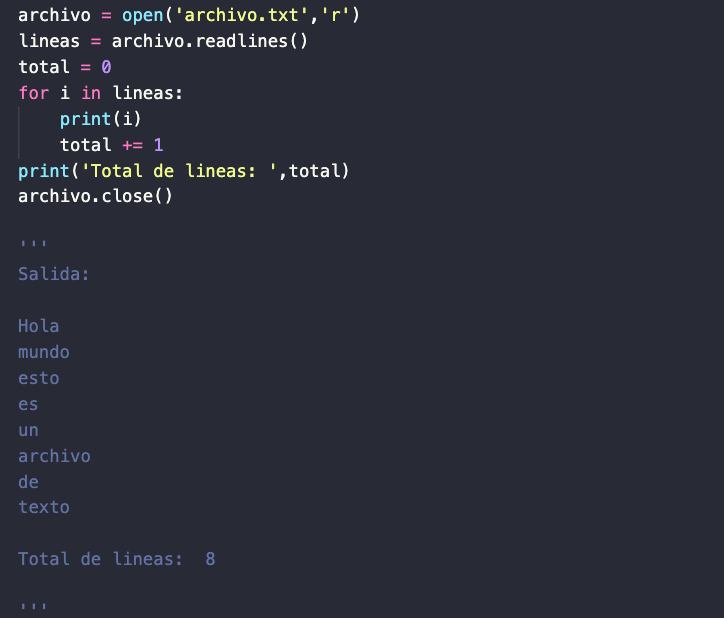 archivo = open('archivo.txt','r')
lineas = archivo.readlines()
total = 0
for i in lineas:
    print(i)
    total += 1
print('Total de lineas: ',total)
archivo.close()

'''
Salida:

Hola
mundo
esto
es
un
archivo
de
texto

Total de lineas:  8

'''